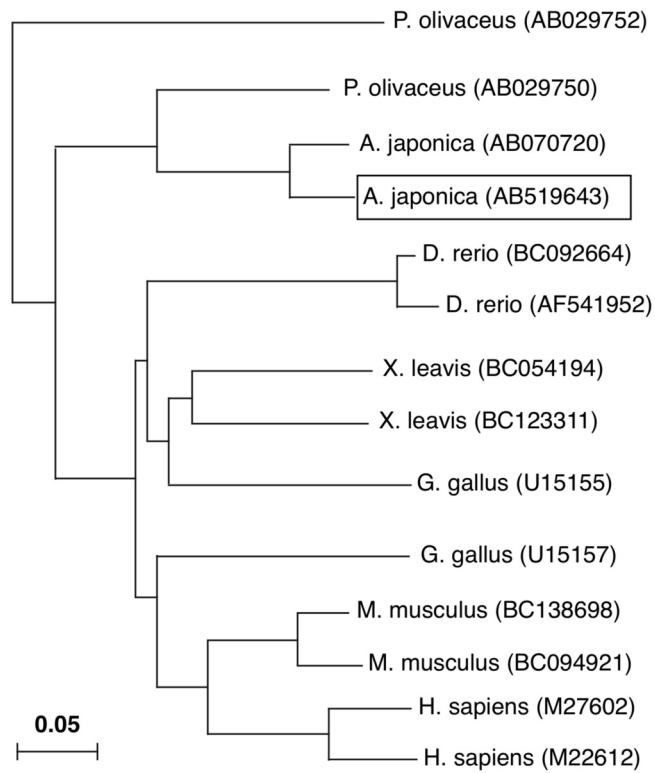 P. olivaceus (AB029752)
P. olivaceus (AB029750)
A. japonica (AB070720)
A. japonica (AB519643)
D. rerio (BC092664)
D. rerio (AF541952)
X. leavis (BC054194)
X. leavis (BC123311)
G. gallus (U15155)
G. gallus (U15157)
M. musculus (BC138698)
M. musculus (BC094921)
H. sapiens (M27602)
0.05
H. sapiens (M22612)